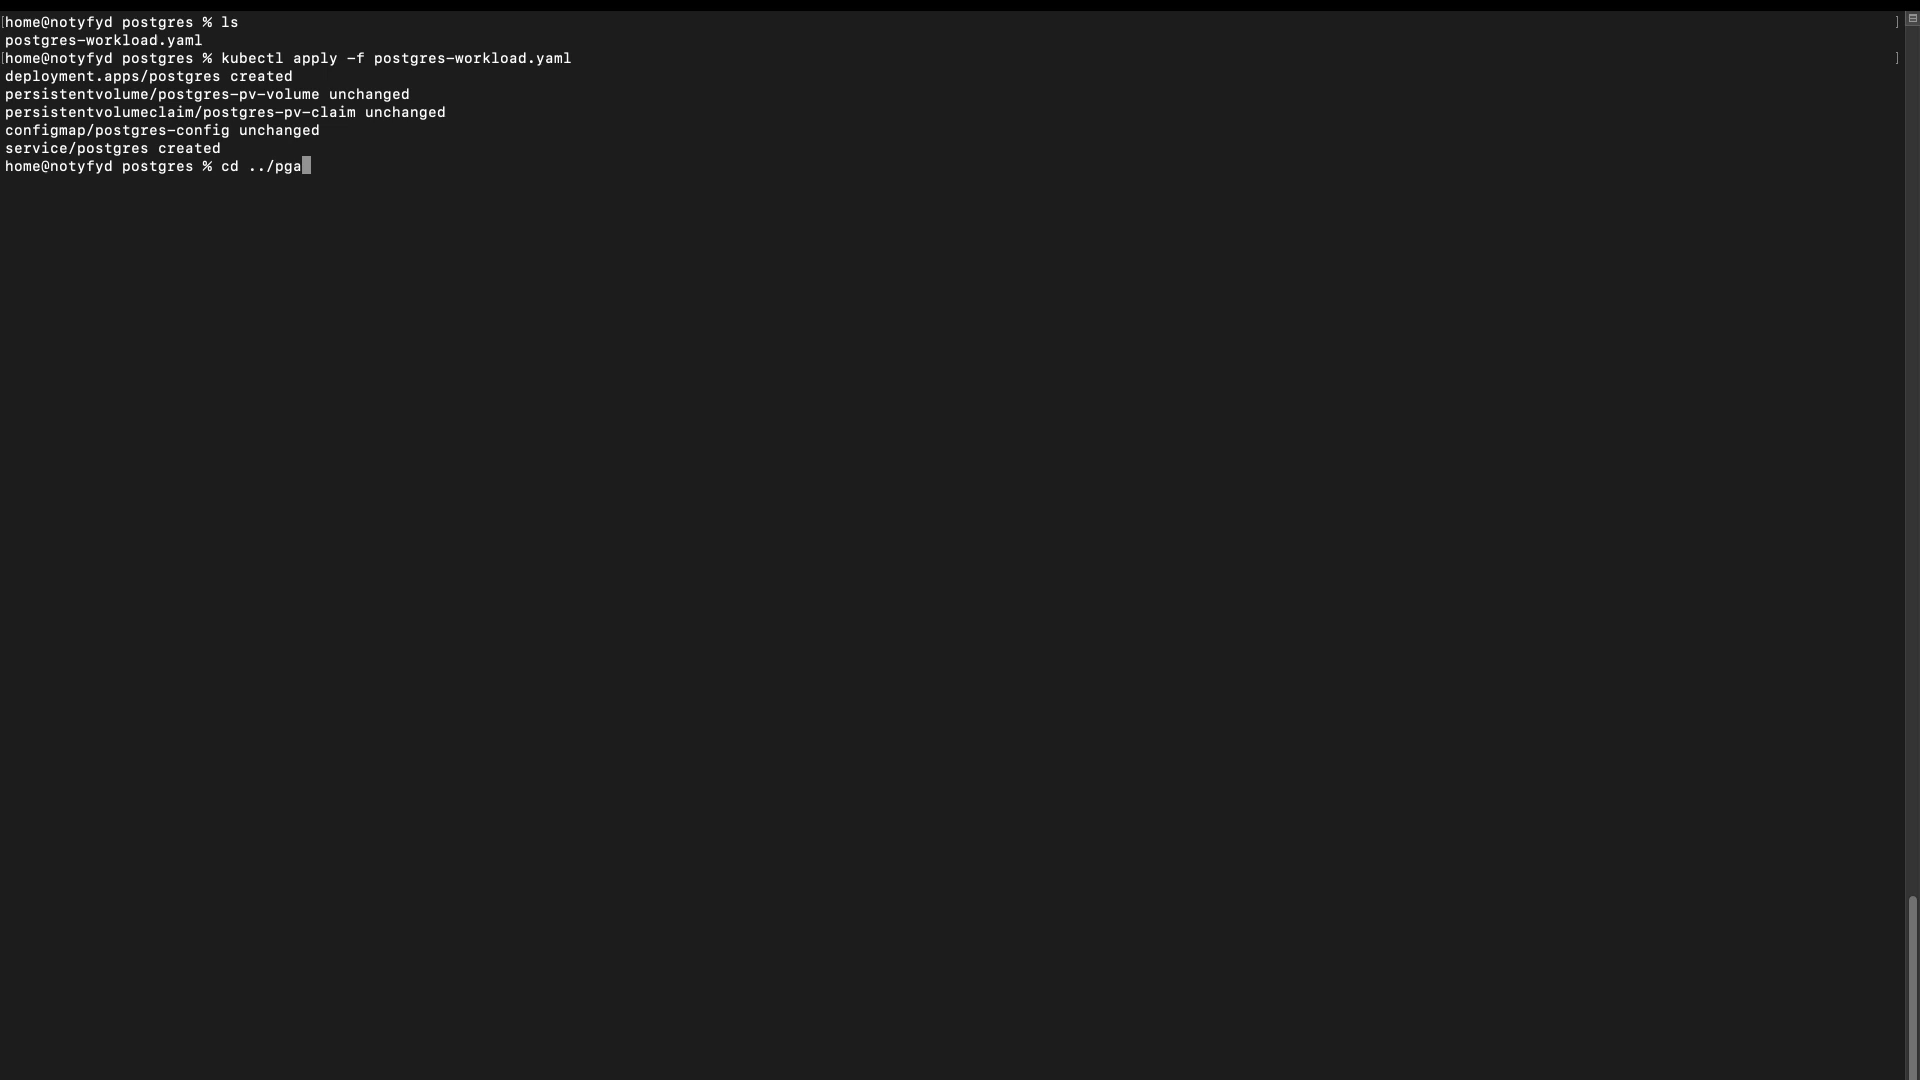 [home@notyfyd postgres % ls ]
postgres-workload.yaml
[home@notyfyd postgres % kubectl apply -f postgres-workload.yaml ]
deployment.apps/postgres created
persistentvolume/postgres-pv-volume unchanged
persistentvolumeclaim/postgres-pv-claim unchanged
configmap/postgres-config unchanged
service/postgres created
home@notyfyd postgres % cd ../pga